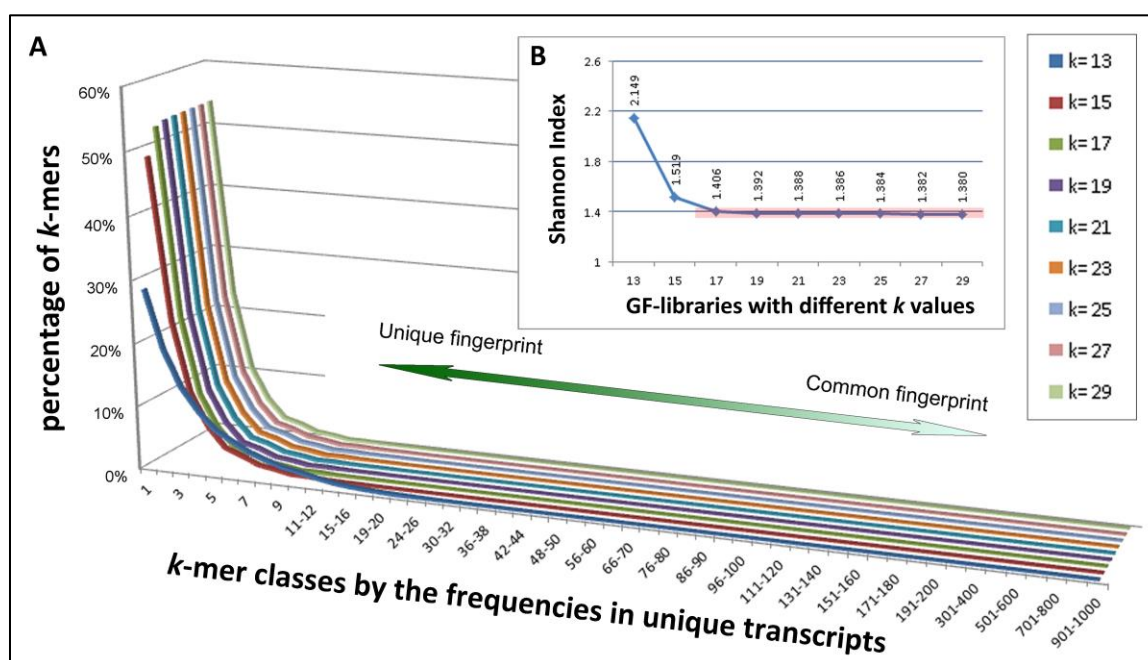 A
60%
50%
40%
30%
20%
10%
0%
percentage of k-mers
1
3
5
7
9
11-12
15-16
19-20
24-26
30-32
36-38
42-44
48-50
56-60
66-70
76-80
86-90
96-100
111-120
131-140
151-160
171-180
191-200
301-400
501-600
701-800
901-1000
k-mer classes by the frequencies in unique transcripts
Unique fingerprint
Common fingerprint
B
2.6
2.2
1.8
1.4
1
Shannon Index
2.149
1.519
1.406
1.392
1.388
1.386
1.384
1.382
1.380
13 15 17 19 21 23 25 27 29
GF-libraries with different k values
k= 13
k= 15
k= 17
k= 19
k= 21
k= 23
k= 25
k= 27
k= 29